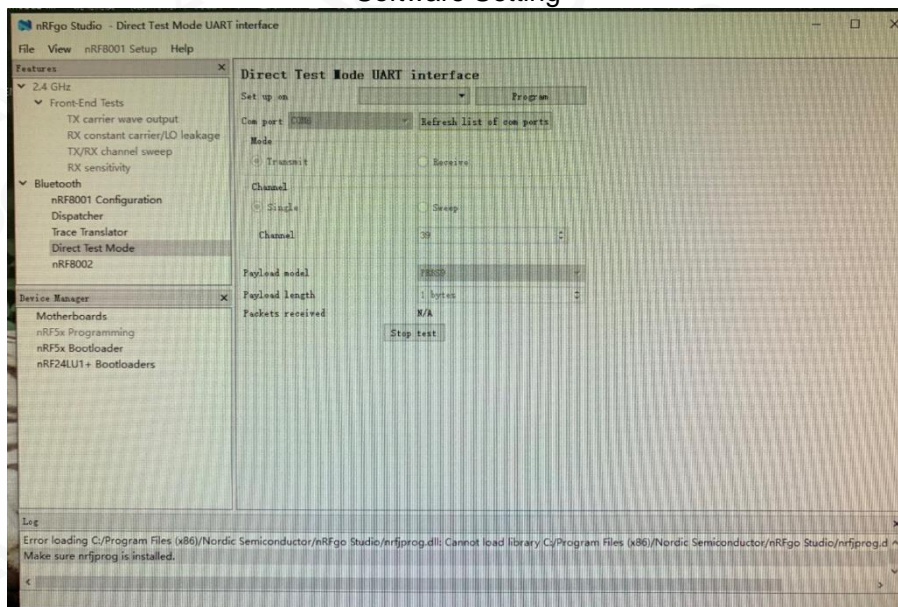 Software Setting
nRFgo Studio - Direct Test Mode UART interface
File View nRF8001 Setup Help
Features
2.4 GHz
Front-End Tests
TX carrier wave output
RX constant carrier/LO leakage
TX/RX channel sweep
RX sensitivity
Bluetooth
nRF8001 Configuration
Dispatcher
Trace Translator
Direct Test Mode
nRF8002
Device Manager
Motherboards
nRF5x Programming
nRF5x Bootloader
nRF24LU1+ Bootloaders
Direct Test Mode UART interface
Set up on Program
Com port Refresh list of com ports
Mode
Transmit Receive
Channel
Single Sweep
Channel 39
Payload model PRBS9
Payload length 1 bytes
Packets received N/A
Stop test
Log
Error loading C:/Program Files (x86)/Nordic Semiconductor/nRFgo Studio/nrfjprog.dll: Cannot load library C:/Program Files (x86)/Nordic Semiconductor/nRFgo Studio/nrfjprog.d
Make sure nrfjprog is installed.